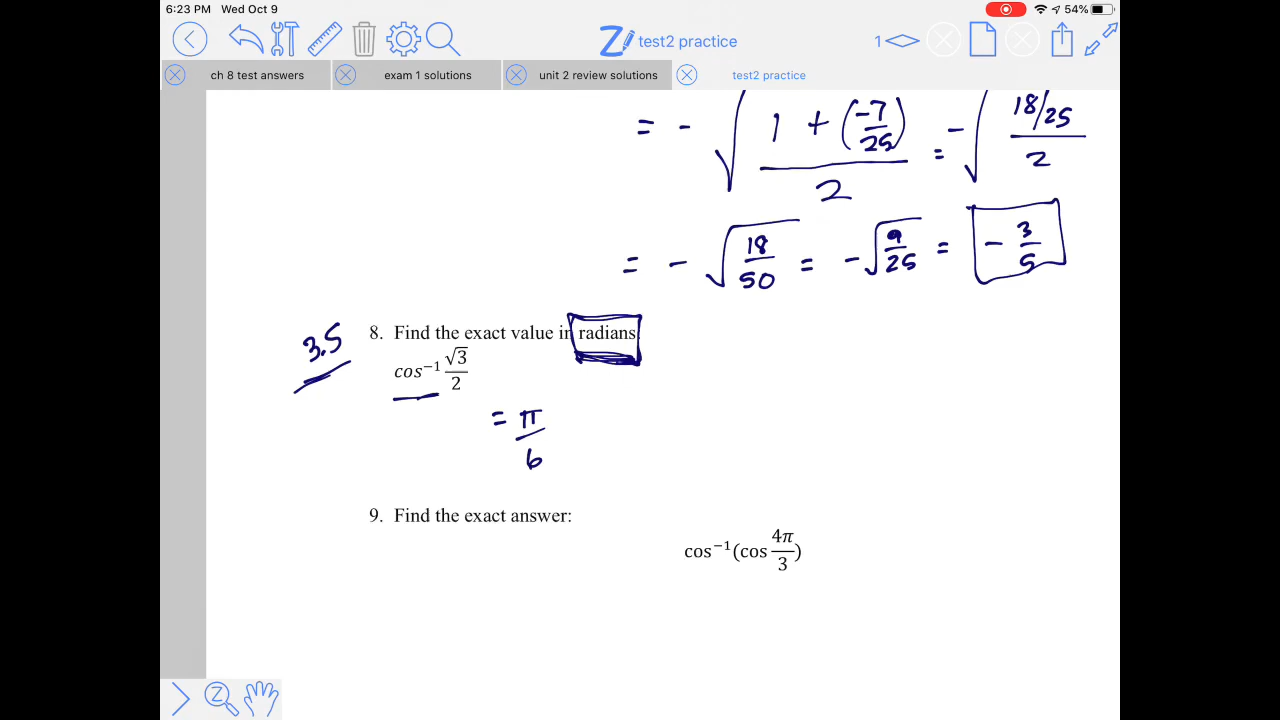 6:23 PM Wed Oct 9 54%
test2 practice 1
ch 8 test answers exam 1 solutions unit 2 review solutions test2 practice
= - √((1 + (-7/25))/2) = -√((18/25)/2)
= - √(18/50) = -√(9/25) = - 3/5
3.5 8. Find the exact value in radians:
cos⁻¹ √3/2
= π/6
9. Find the exact answer:
cos⁻¹(cos 4π/3)